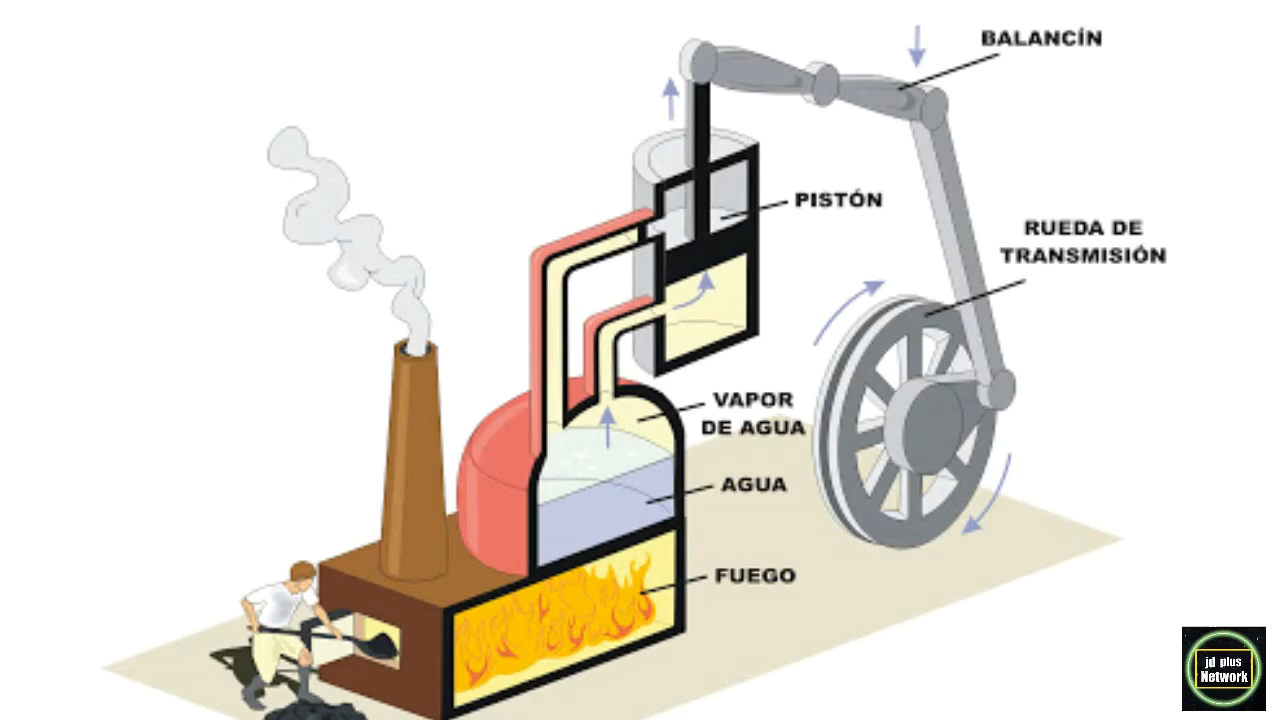 BALANCÍN
PISTÓN
RUEDA DE
TRANSMISIÓN
VAPOR
DE AGUA
AGUA
FUEGO
jd plus
Network